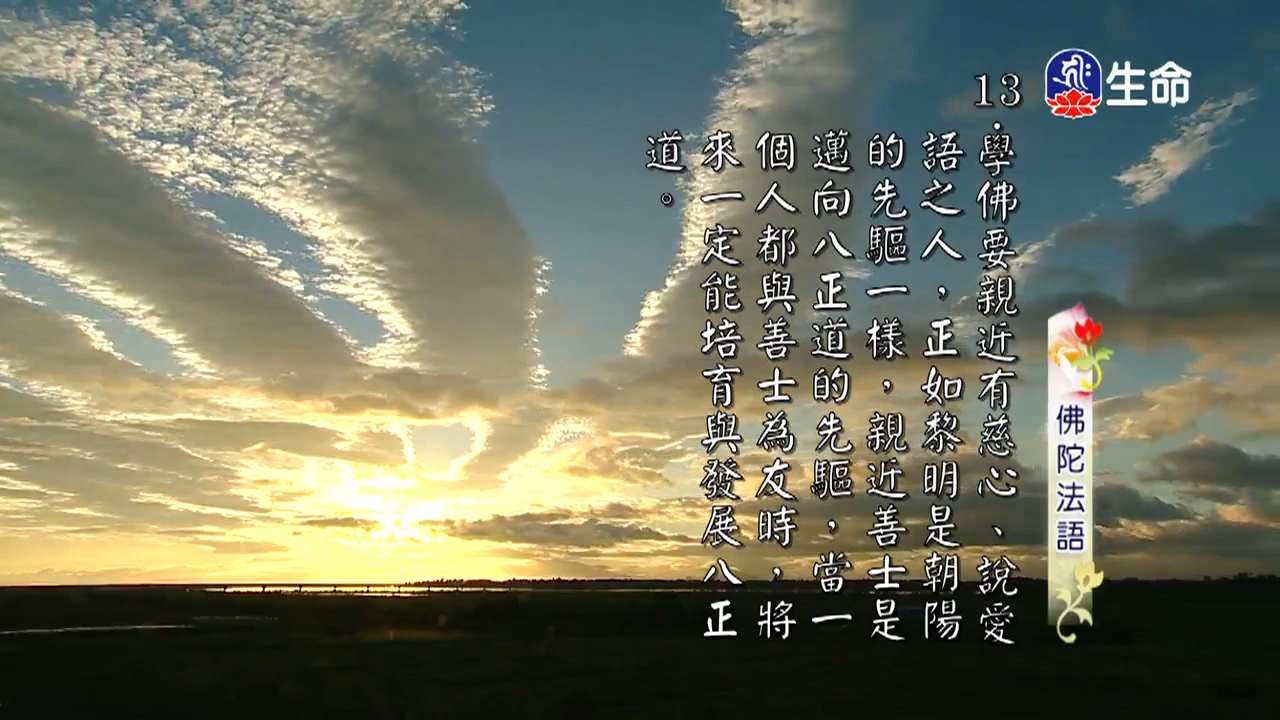 生命
佛陀法語
13.學佛要親近有慈心、說愛
語之人，正如黎明是朝陽
的先驅一樣，親近善士是
邁向八正道的先驅，當一
個人都與善士為友時，將
來一定能培育與發展八正
道。